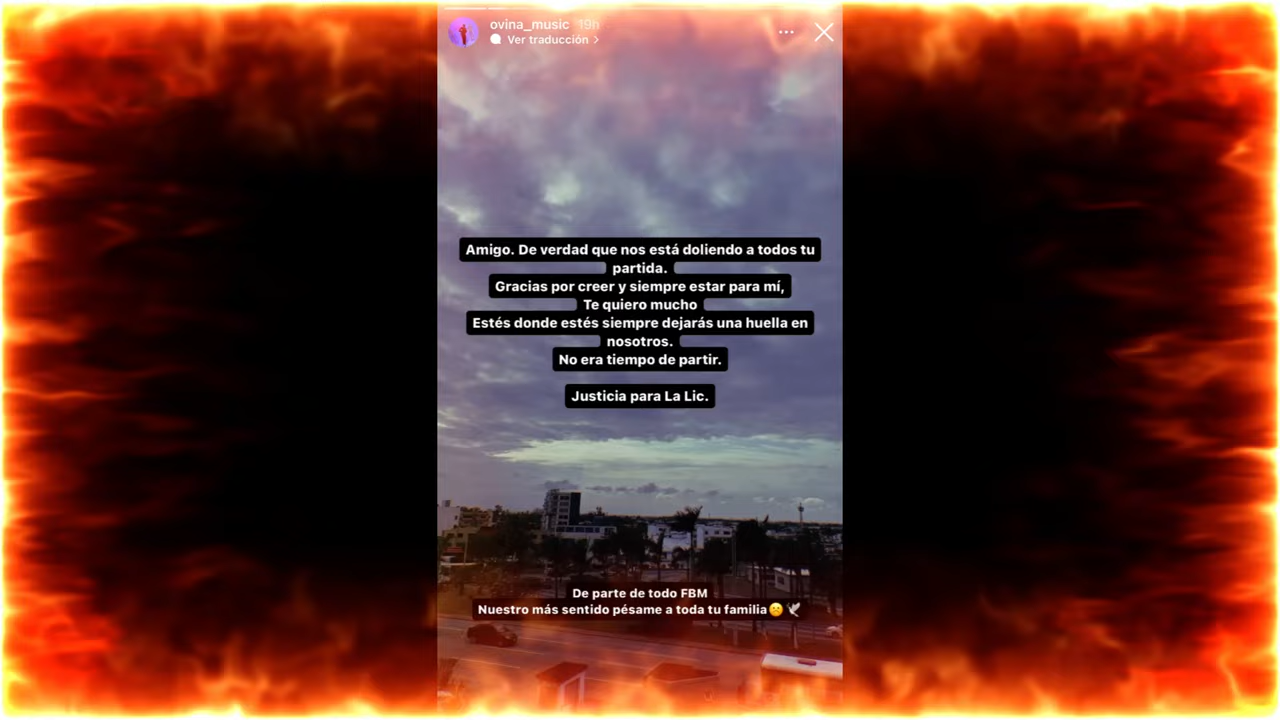 ovina_music 19h
Ver traducción >
Amigo. De verdad que nos está doliendo a todos tu
partida.
Gracias por creer y siempre estar para mí,
Te quiero mucho
Estés donde estés siempre dejarás una huella en
nosotros.
No era tiempo de partir.
Justicia para La Lic.
De parte de todo FBM
Nuestro más sentido pésame a toda tu familia🤫🕊